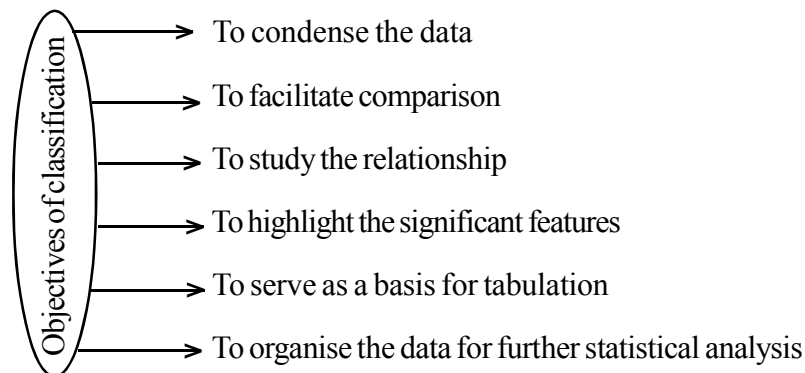 Objectives of classification
To condense the data
To facilitate comparison
To study the relationship
To highlight the significant features
To serve as a basis for tabulation
To organise the data for further statistical analysis